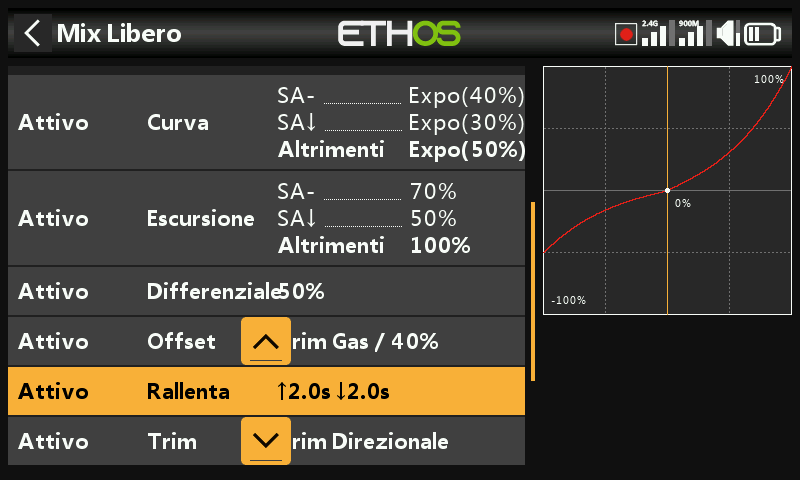 Mix Libero
ETHOS
2.4G
900M
SA- Expo(40%)
Attivo Curva SA↓ Expo(30%)
Altrimenti Expo(50%)
SA- 70%
Attivo Escursione SA↓ 50%
Altrimenti 100%
Attivo Differenziale 50%
Attivo Offset rim Gas / 40%
Attivo Rallenta ↑2.0s ↓2.0s
Attivo Trim rim Direzionale
100%
0%
-100%